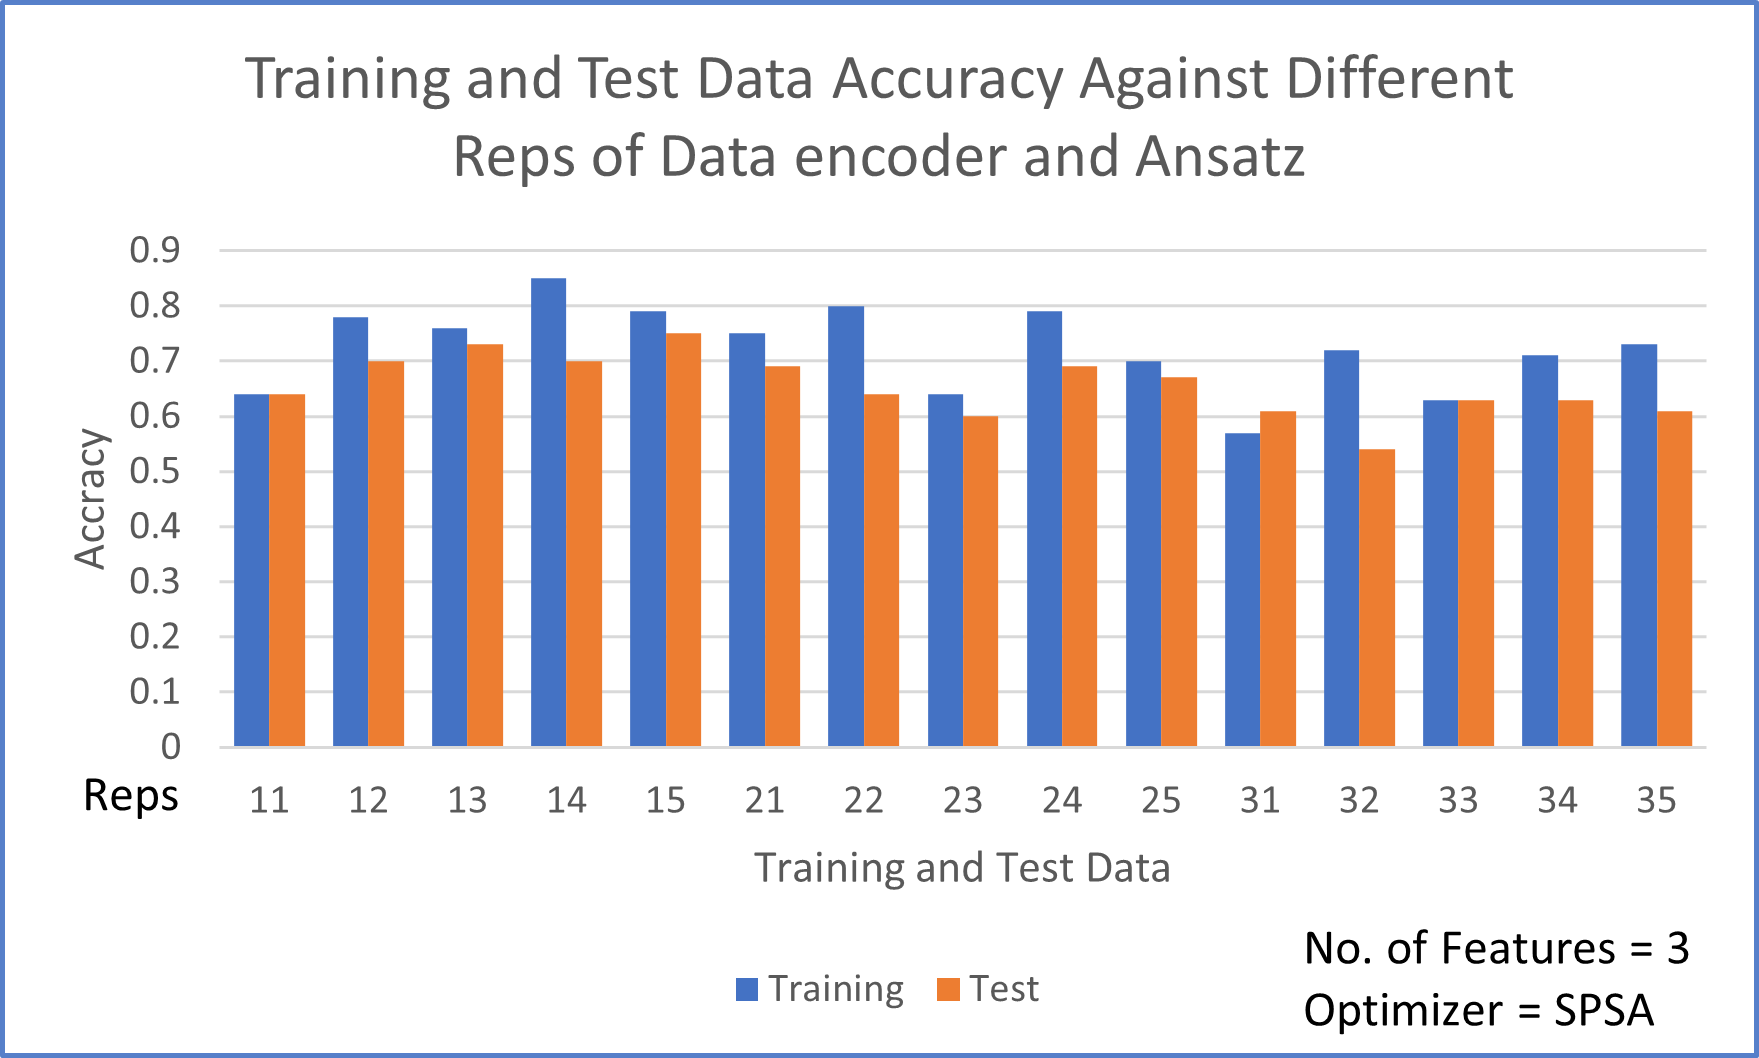 Training and Test Data Accuracy Against Different
Reps of Data encoder and Ansatz
0.9
0.8
0.7
0.6
0.5
0.4
0.3
0.2
0.1
0
Accracy
Reps 11 12 13 14 15 21 22 23 24 25 31 32 33 34 35
Training and Test Data
Training Test
No. of Features = 3
Optimizer = SPSA